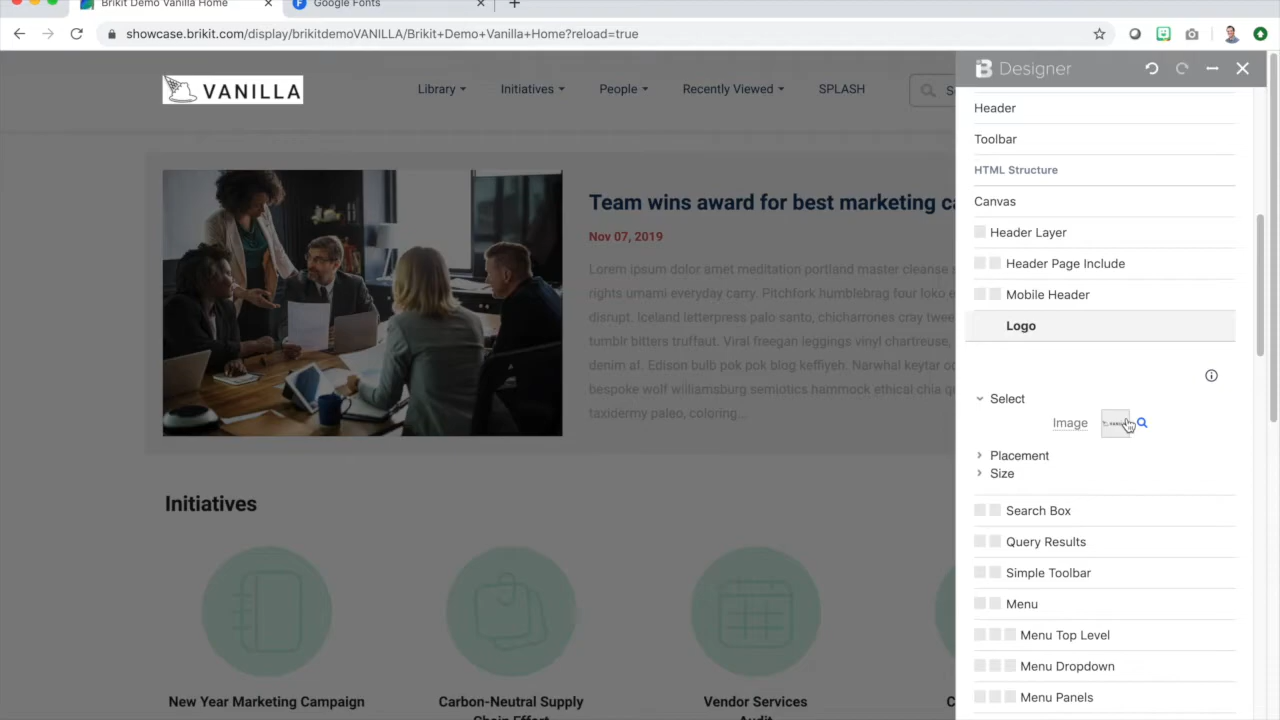 Brikit Demo Vanilla Home
Google Fonts
showcase.brikit.com/display/brikitdemoVANILLA/Brikit+Demo+Vanilla+Home?reload=true
VANILLA
Library
Initiatives
People
Recently Viewed
SPLASH
S
Team wins award for best marketing ca
Nov 07, 2019
Lorem ipsum dolor amet meditation portland master cleanse
rights umami everyday carry. Pitchfork humblebrag four loko
disrupt. Iceland letterpress palo santo, chicharrones cray twee
tumblr bitters truffaut. Viral freegan leggings vinyl chartreuse,
denim al. Edison bulb pok pok blog keffiyeh. Narwhal keytar
bespoke wolf williamsburg semiotics hammock ethical chia
taxidermy paleo, coloring...
Initiatives
New Year Marketing Campaign
Carbon-Neutral Supply
Chain Effort
Vendor Services
Audit
C
Designer
Header
Toolbar
HTML Structure
Canvas
Header Layer
Header Page Include
Mobile Header
Logo
Select
Image
Placement
Size
Search Box
Query Results
Simple Toolbar
Menu
Menu Top Level
Menu Dropdown
Menu Panels